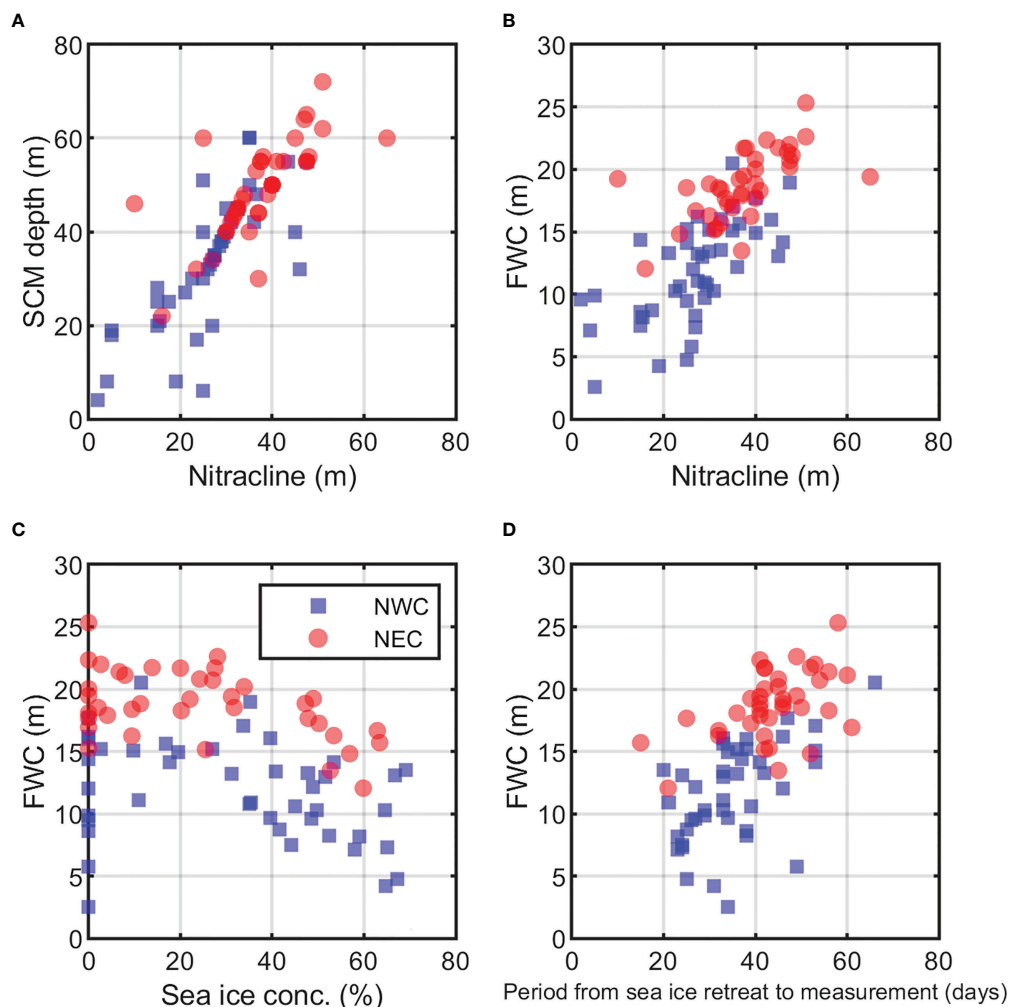 A
B
80
60
40
20
0
SCM depth (m)
0 20 40 60 80
Nitracline (m)
30
25
20
15
10
5
0
FWC (m)
0 20 40 60 80
Nitracline (m)
C
D
30
25
20
15
10
5
0
FWC (m)
NWC
NEC
0 20 40 60 80
Sea ice conc. (%)
30
25
20
15
10
5
0
FWC (m)
0 20 40 60 80
Period from sea ice retreat to measurement (days)